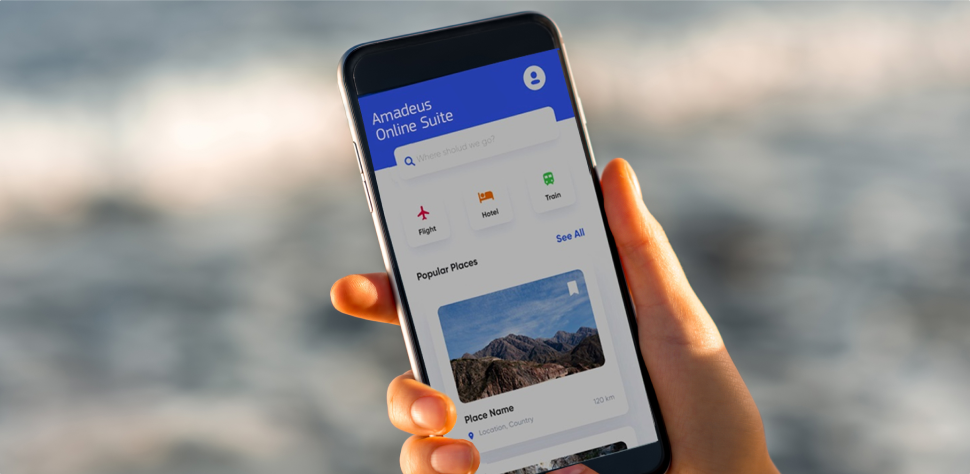 Amadeus
Online Suite
Where sholud we go?
Flight
Hotel
Train
Popular Places
See All
Place Name
Location, Country
120 km